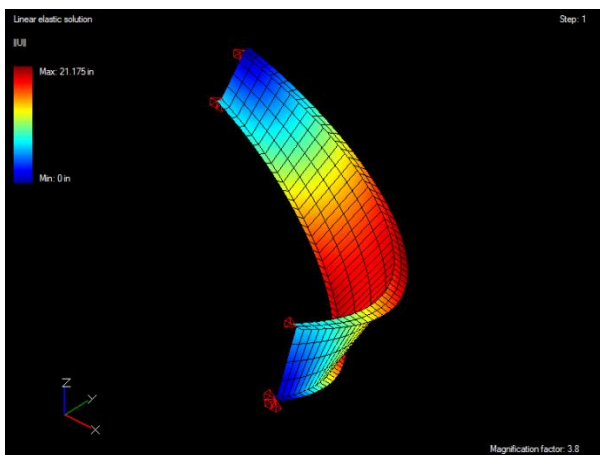 Linear elastic solution
Step: 1
||U||
Max: 21.175 in
Min: 0 in
Z
Y
X
Magnification factor: 3.8